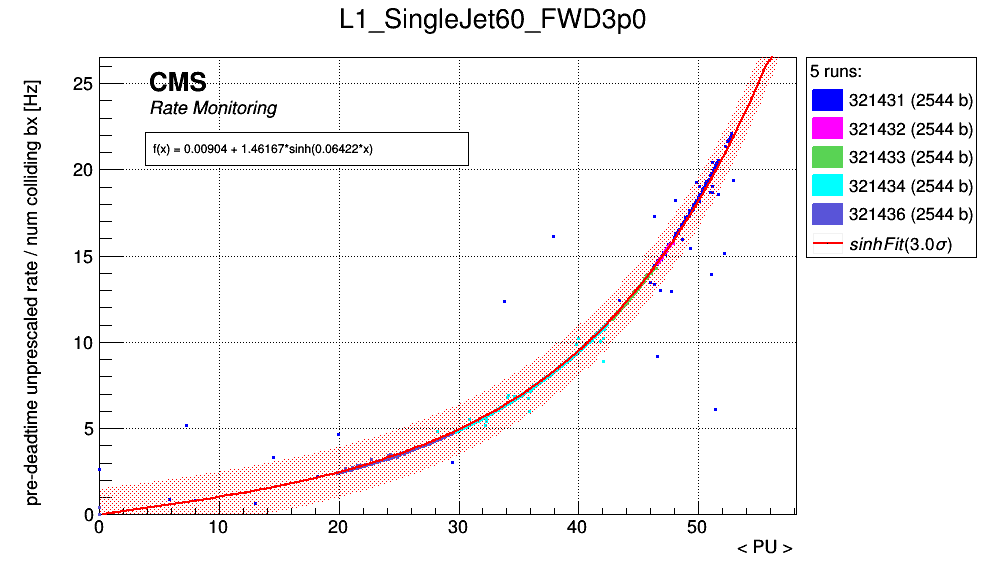 L1_SingleJet60_FWD3p0
pre-deadtime unprescaled rate / num colliding bx [Hz]
CMS
Rate Monitoring
f(x) = 0.00904 + 1.46167*sinh(0.06422*x)
25
20
15
10
5
0
0 10 20 30 40 50
< PU >
5 runs:
321431 (2544 b)
321432 (2544 b)
321433 (2544 b)
321434 (2544 b)
321436 (2544 b)
sinhFit(3.0σ)